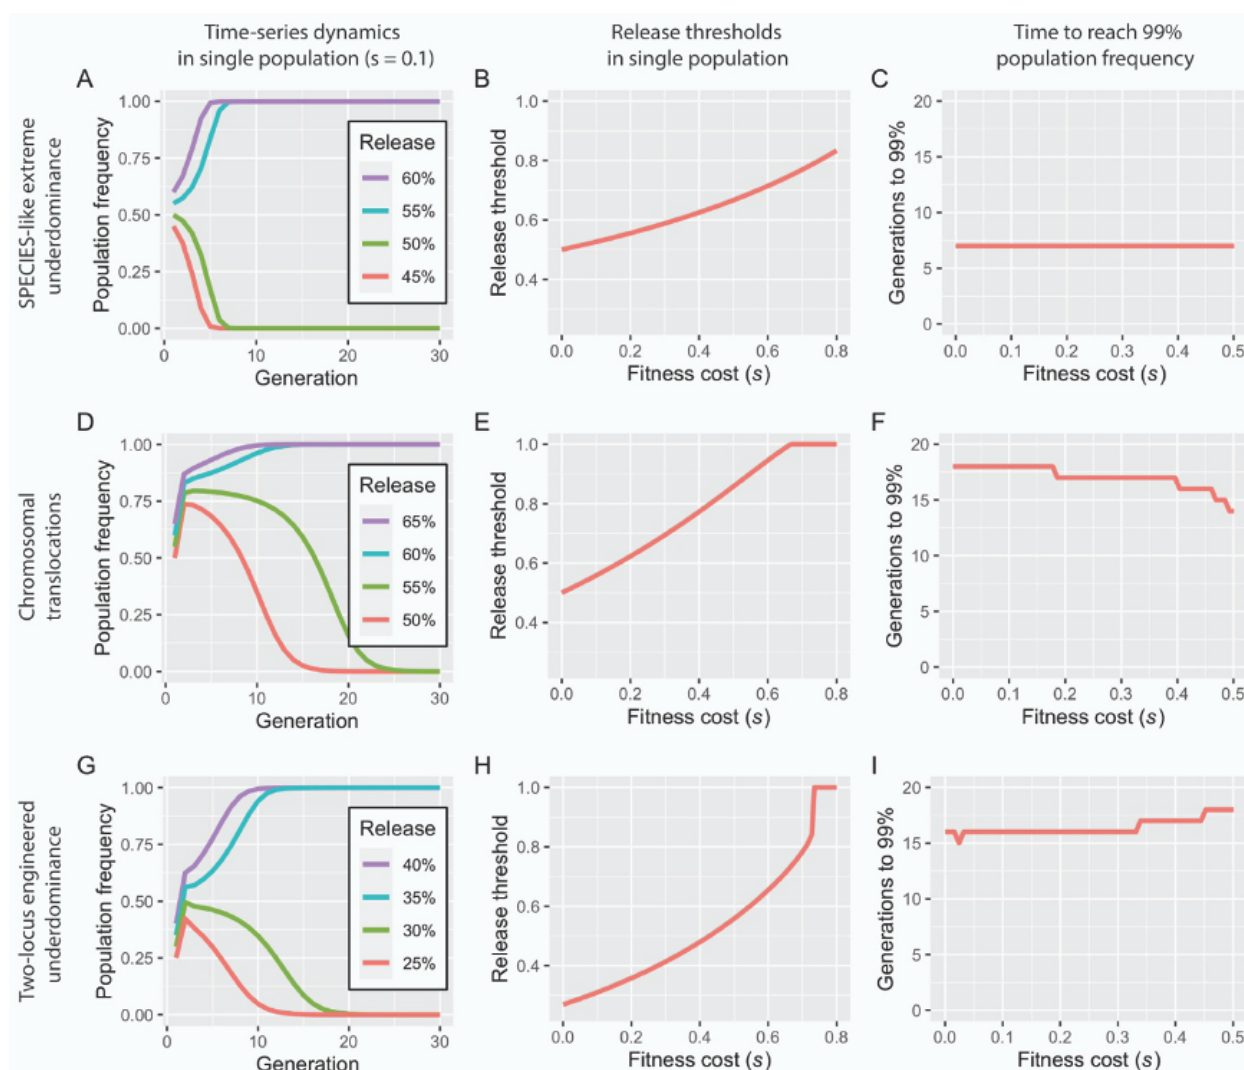 Time-series dynamics
in single population (s = 0.1)
Release thresholds
in single population
Time to reach 99%
population frequency
SPECIES-like extreme
underdominance
A
Population frequency
1.00
0.75
0.50
0.25
0.00
0 10 20 30
Generation
Release
60%
55%
50%
45%
B
Release threshold
1.0
0.8
0.6
0.4
0.0 0.2 0.4 0.6 0.8
Fitness cost (s)
C
Generations to 99%
20
15
10
5
0
0.0 0.1 0.2 0.3 0.4 0.5
Fitness cost (s)
Chromosomal
translocations
D
Population frequency
1.00
0.75
0.50
0.25
0.00
0 10 20 30
Generation
Release
65%
60%
55%
50%
E
Release threshold
1.0
0.8
0.6
0.4
0.0 0.2 0.4 0.6 0.8
Fitness cost (s)
F
Generations to 99%
20
15
10
5
0
0.0 0.1 0.2 0.3 0.4 0.5
Fitness cost (s)
Two-locus engineered
underdominance
G
Population frequency
1.00
0.75
0.50
0.25
0.00
0 10 20 30
Generation
Release
40%
35%
30%
25%
H
Release threshold
1.0
0.8
0.6
0.4
0.0 0.2 0.4 0.6 0.8
Fitness cost (s)
I
Generations to 99%
20
15
10
5
0
0.0 0.1 0.2 0.3 0.4 0.5
Fitness cost (s)